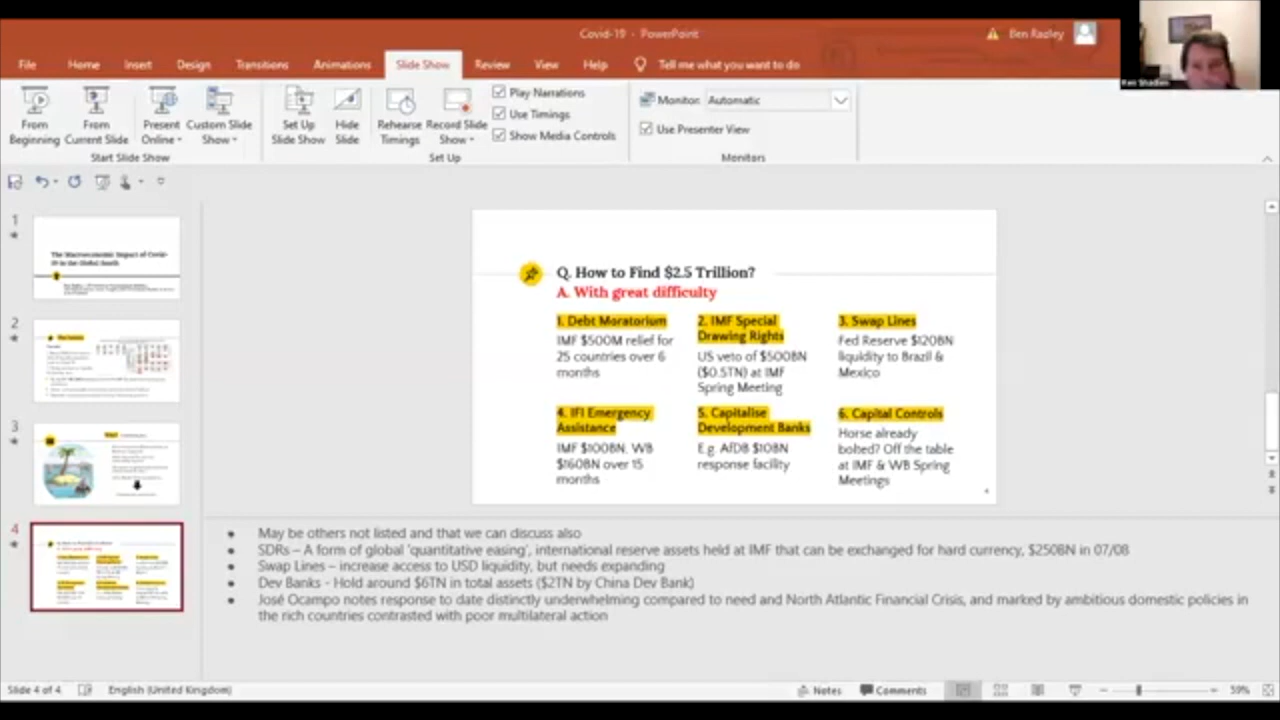 Covid-19 - PowerPoint
Ben Radley
File Home Insert Design Transitions Animations Slide Show Review View Help Tell me what you want to do
From Beginning
From Current Slide
Present Online
Custom Slide Show
Start Slide Show
Set Up Slide Show
Hide Slide
Rehearse Timings
Record Slide Show
Play Narrations
Use Timings
Show Media Controls
Set Up
Monitor: Automatic
Use Presenter View
Monitors
1
The Macroeconomic Impact of Covid-
19 in the Global South
2
3
4
Q. How to Find $2.5 Trillion?
A. With great difficulty
1. Debt Moratorium
IMF $500M relief for
25 countries over 6
months
2. IMF Special
Drawing Rights
US veto of $500BN
($0.5TN) at IMF
Spring Meeting
3. Swap Lines
Fed Reserve $120BN
liquidity to Brazil &
Mexico
4. IFI Emergency
Assistance
IMF $100BN, WB
$160BN over 15
months
5. Capitalise
Development Banks
E.g. AfDB $10BN
response facility
6. Capital Controls
Horse already
bolted? Off the table
at IMF & WB Spring
Meetings
4
May be others not listed and that we can discuss also
SDRs – A form of global 'quantitative easing', international reserve assets held at IMF that can be exchanged for hard currency, $250BN in 07/08
Swap Lines – increase access to USD liquidity, but needs expanding
Dev Banks - Hold around $6TN in total assets ($2TN by China Dev Bank)
José Ocampo notes response to date distinctly underwhelming compared to need and North Atlantic Financial Crisis, and marked by ambitious domestic policies in
the rich countries contrasted with poor multilateral action
Slide 4 of 4 English (United Kingdom) Notes Comments 59%